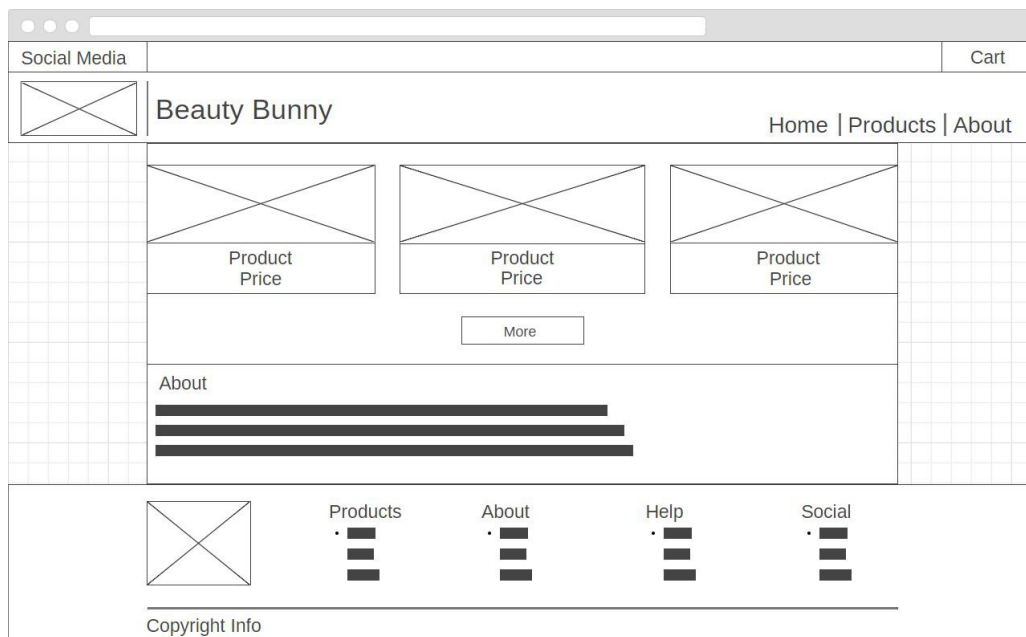 Social Media
Cart
Beauty Bunny
Home | Products | About
Product
Price
Product
Price
Product
Price
More
About
Products
About
Help
Social
Copyright Info